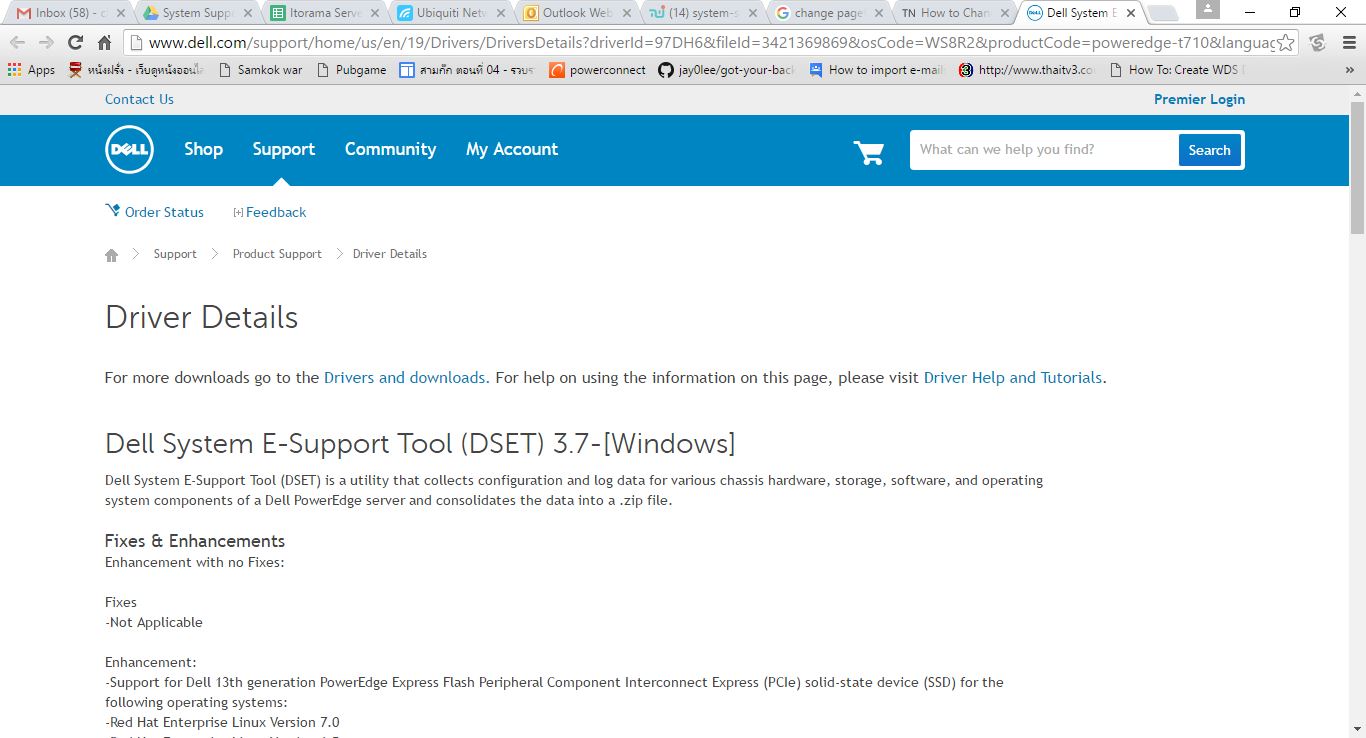 Inbox (58) - c
System Suppo
Itorama Serve
Ubiquiti Netw
Outlook Web
(14) system-s
change page
TN How to Chan
Dell System E
www.dell.com/support/home/us/en/19/Drivers/DriversDetails?driverId=97DH6&fileId=3421369869&osCode=WS8R2&productCode=poweredge-t710&languag
Apps
หนังฝรั่ง - เว็บดูหนังออนไล
Samkok war
Pubgame
สามก๊ก ตอนที่ 04 - รวบร
powerconnect
jay0lee/got-your-back
How to import e-mail
http://www.thaitv3.co
How To: Create WDS D
Contact Us
Premier Login
DELL
Shop
Support
Community
My Account
What can we help you find?
Search
Order Status
[+] Feedback
Support
Product Support
Driver Details
Driver Details
For more downloads go to the Drivers and downloads. For help on using the information on this page, please visit Driver Help and Tutorials.
Dell System E-Support Tool (DSET) 3.7-[Windows]
Dell System E-Support Tool (DSET) is a utility that collects configuration and log data for various chassis hardware, storage, software, and operating
system components of a Dell PowerEdge server and consolidates the data into a .zip file.
Fixes & Enhancements
Enhancement with no Fixes:
Fixes
-Not Applicable
Enhancement:
-Support for Dell 13th generation PowerEdge Express Flash Peripheral Component Interconnect Express (PCIe) solid-state device (SSD) for the
following operating systems:
-Red Hat Enterprise Linux Version 7.0